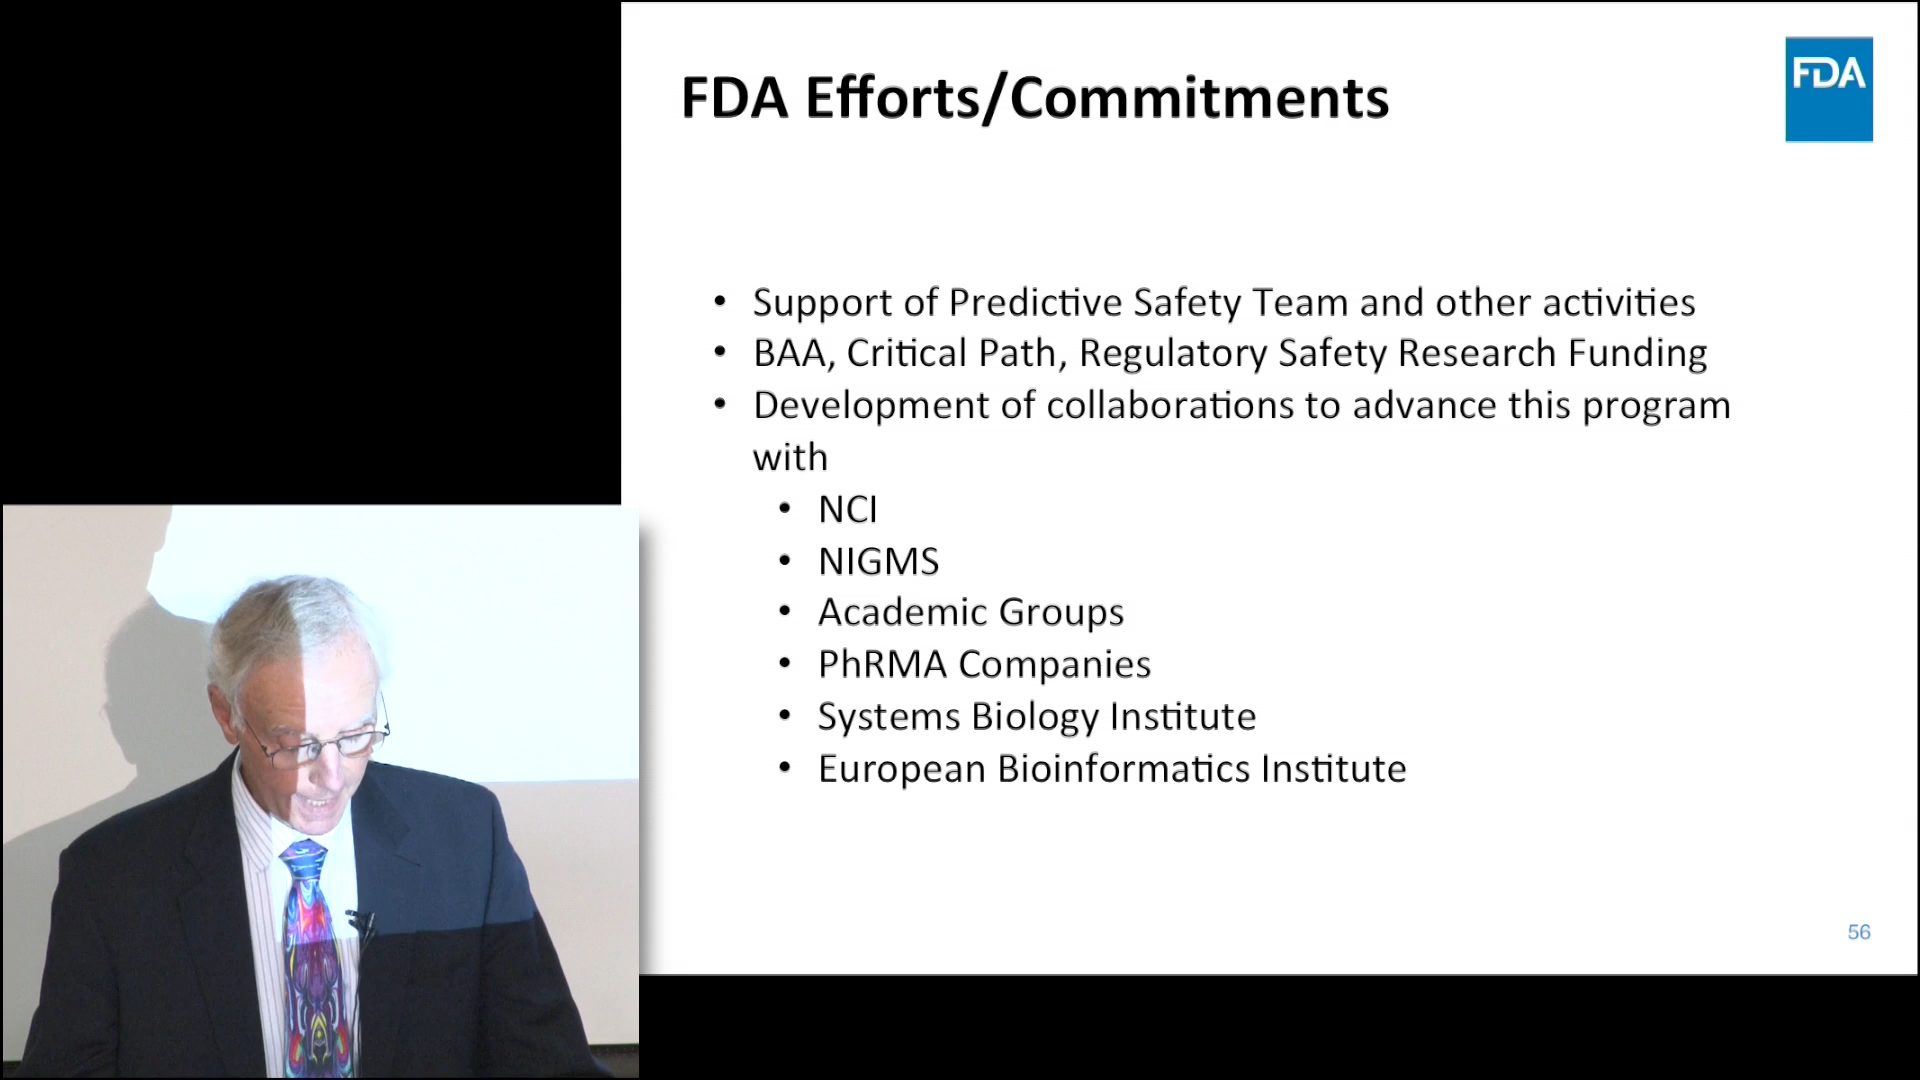 FDA Efforts/Commitments
FDA
• Support of Predictive Safety Team and other activities
• BAA, Critical Path, Regulatory Safety Research Funding
• Development of collaborations to advance this program
with
• NCI
• NIGMS
• Academic Groups
• PhRMA Companies
• Systems Biology Institute
• European Bioinformatics Institute
56